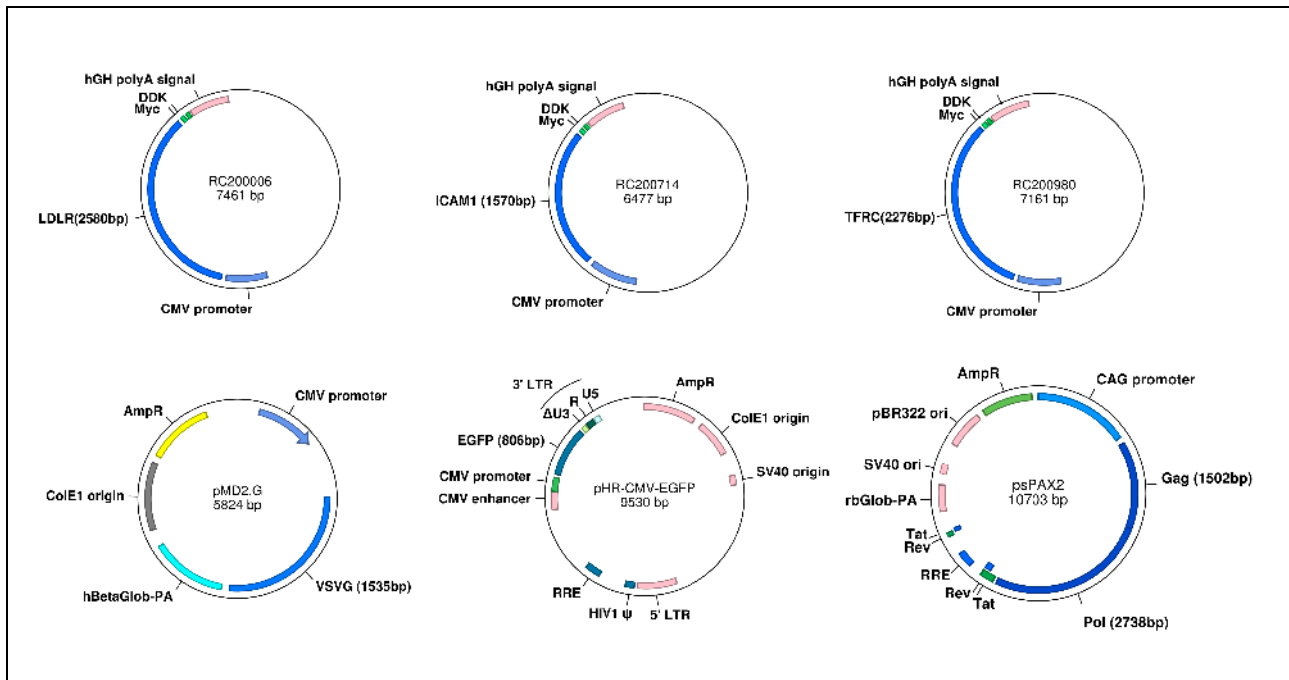 hGH polyA signal
DDK
Myc
RC200006
7461 bp
LDLR(2580bp)
CMV promoter
hGH polyA signal
DDK
Myc
RC200714
6477 bp
ICAM1 (1570bp)
CMV promoter
hGH polyA signal
DDK
Myc
RC200980
7161 bp
TFRC(2276bp)
CMV promoter
CMV promoter
AmpR
ColE1 origin
pMD2.G
5824 bp
hBetaGlob-PA
VSVG (1535bp)
3' LTR
U5
R
ΔU3
AmpR
EGFP (806bp)
ColE1 origin
CMV promoter
CMV enhancer
SV40 origin
pHR-CMV-EGFP
9530 bp
RRE
HIV1 ψ
5' LTR
AmpR
CAG promoter
pBR322 ori
SV40 ori
rbGlob-PA
psPAX2
10703 bp
Gag (1502bp)
Tat
Rev
RRE
Rev
Tat
Pol (2738bp)